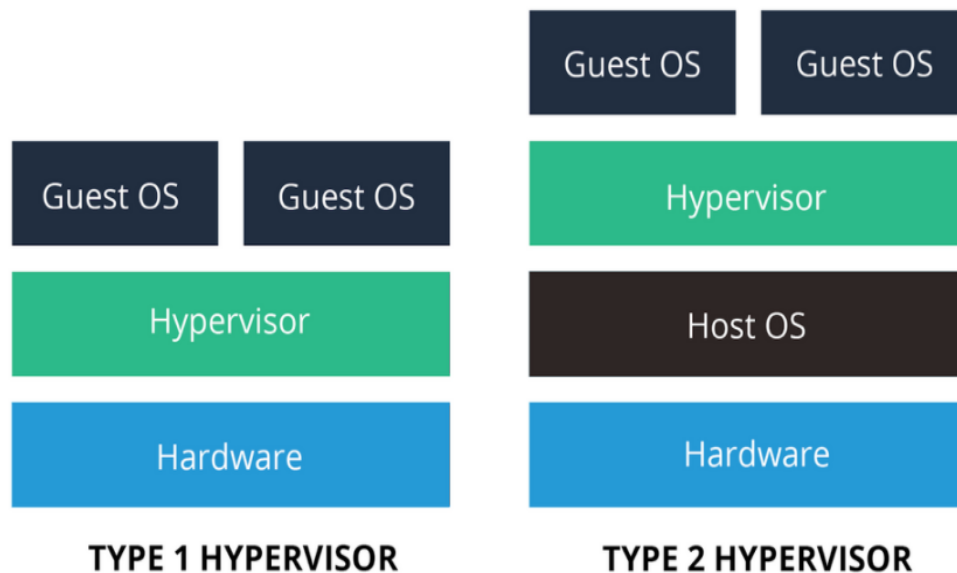 Guest OS
Guest OS
Hypervisor
Hardware
TYPE 1 HYPERVISOR
Guest OS
Guest OS
Hypervisor
Host OS
Hardware
TYPE 2 HYPERVISOR